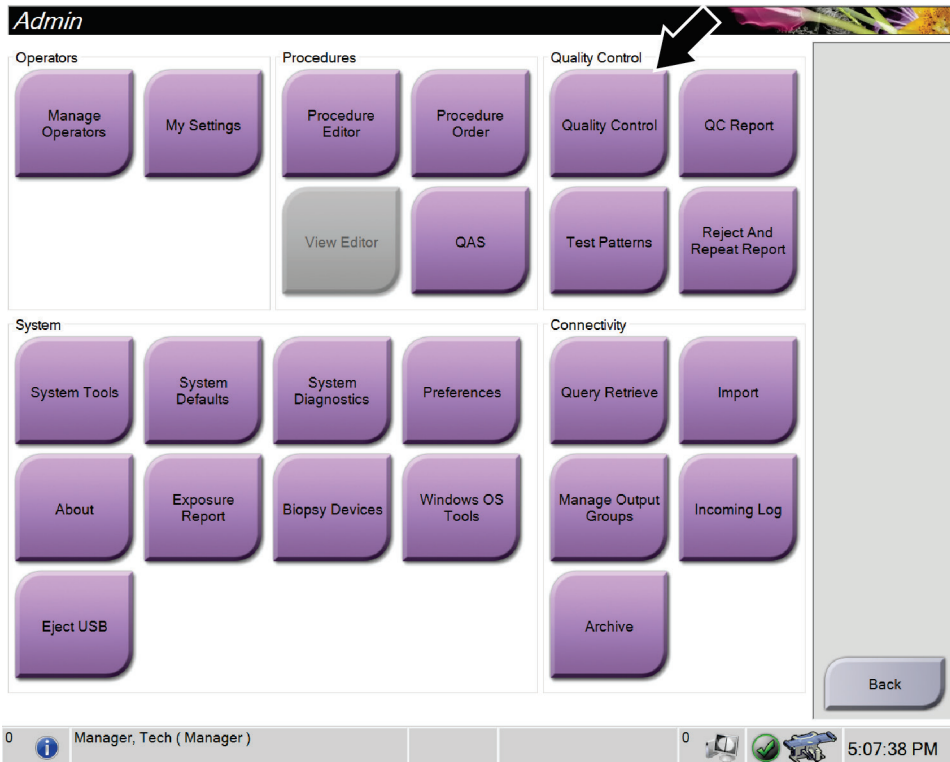 Admin
Operators
Procedures
Quality Control
Manage
Operators
My Settings
Procedure
Editor
Procedure
Order
Quality Control
QC Report
View Editor
QAS
Test Patterns
Reject And
Repeat Report
System
Connectivity
System Tools
System
Defaults
System
Diagnostics
Preferences
Query Retrieve
Import
About
Exposure
Report
Biopsy Devices
Windows OS
Tools
Manage Output
Groups
Incoming Log
Eject USB
Archive
Back
0
Manager, Tech ( Manager )
0
5:07:38 PM